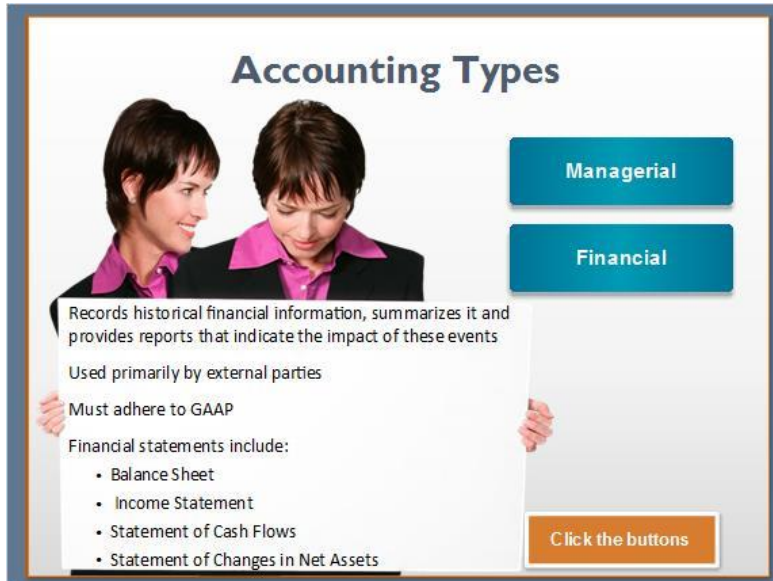 Accounting Types
Managerial
Financial
Records historical financial information, summarizes it and
provides reports that indicate the impact of these events
Used primarily by external parties
Must adhere to GAAP
Financial statements include:
• Balance Sheet
• Income Statement
• Statement of Cash Flows
• Statement of Changes in Net Assets
Click the buttons